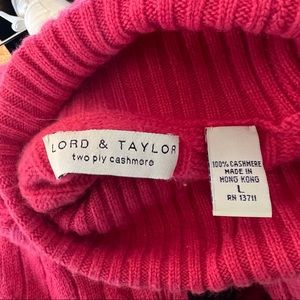 LORD & TAYLOR
two ply cashmere
100% CASHMERE
MADE IN
HONG KONG
L
RN 13711